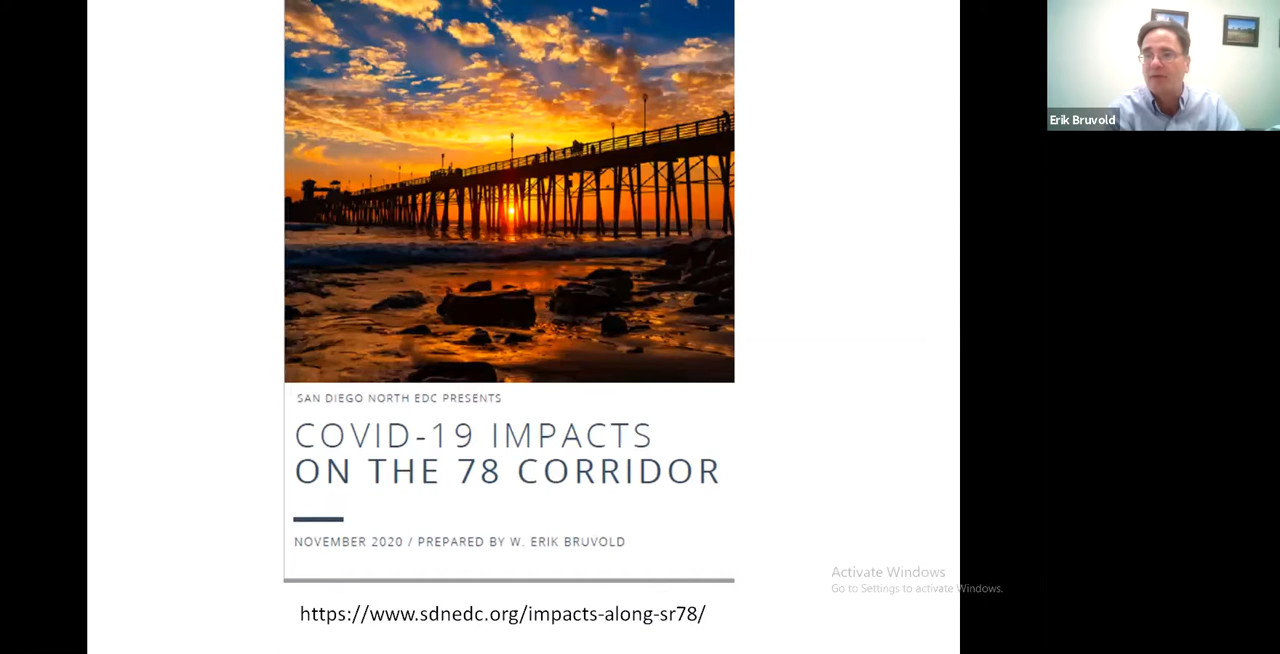 Erik Bruvold
SAN DIEGO NORTH EDC PRESENTS
COVID-19 IMPACTS
ON THE 78 CORRIDOR
NOVEMBER 2020 / PREPARED BY W. ERIK BRUVOLD
Activate Windows
Go to Settings to activate Windows.
https://www.sdnedc.org/impacts-along-sr78/